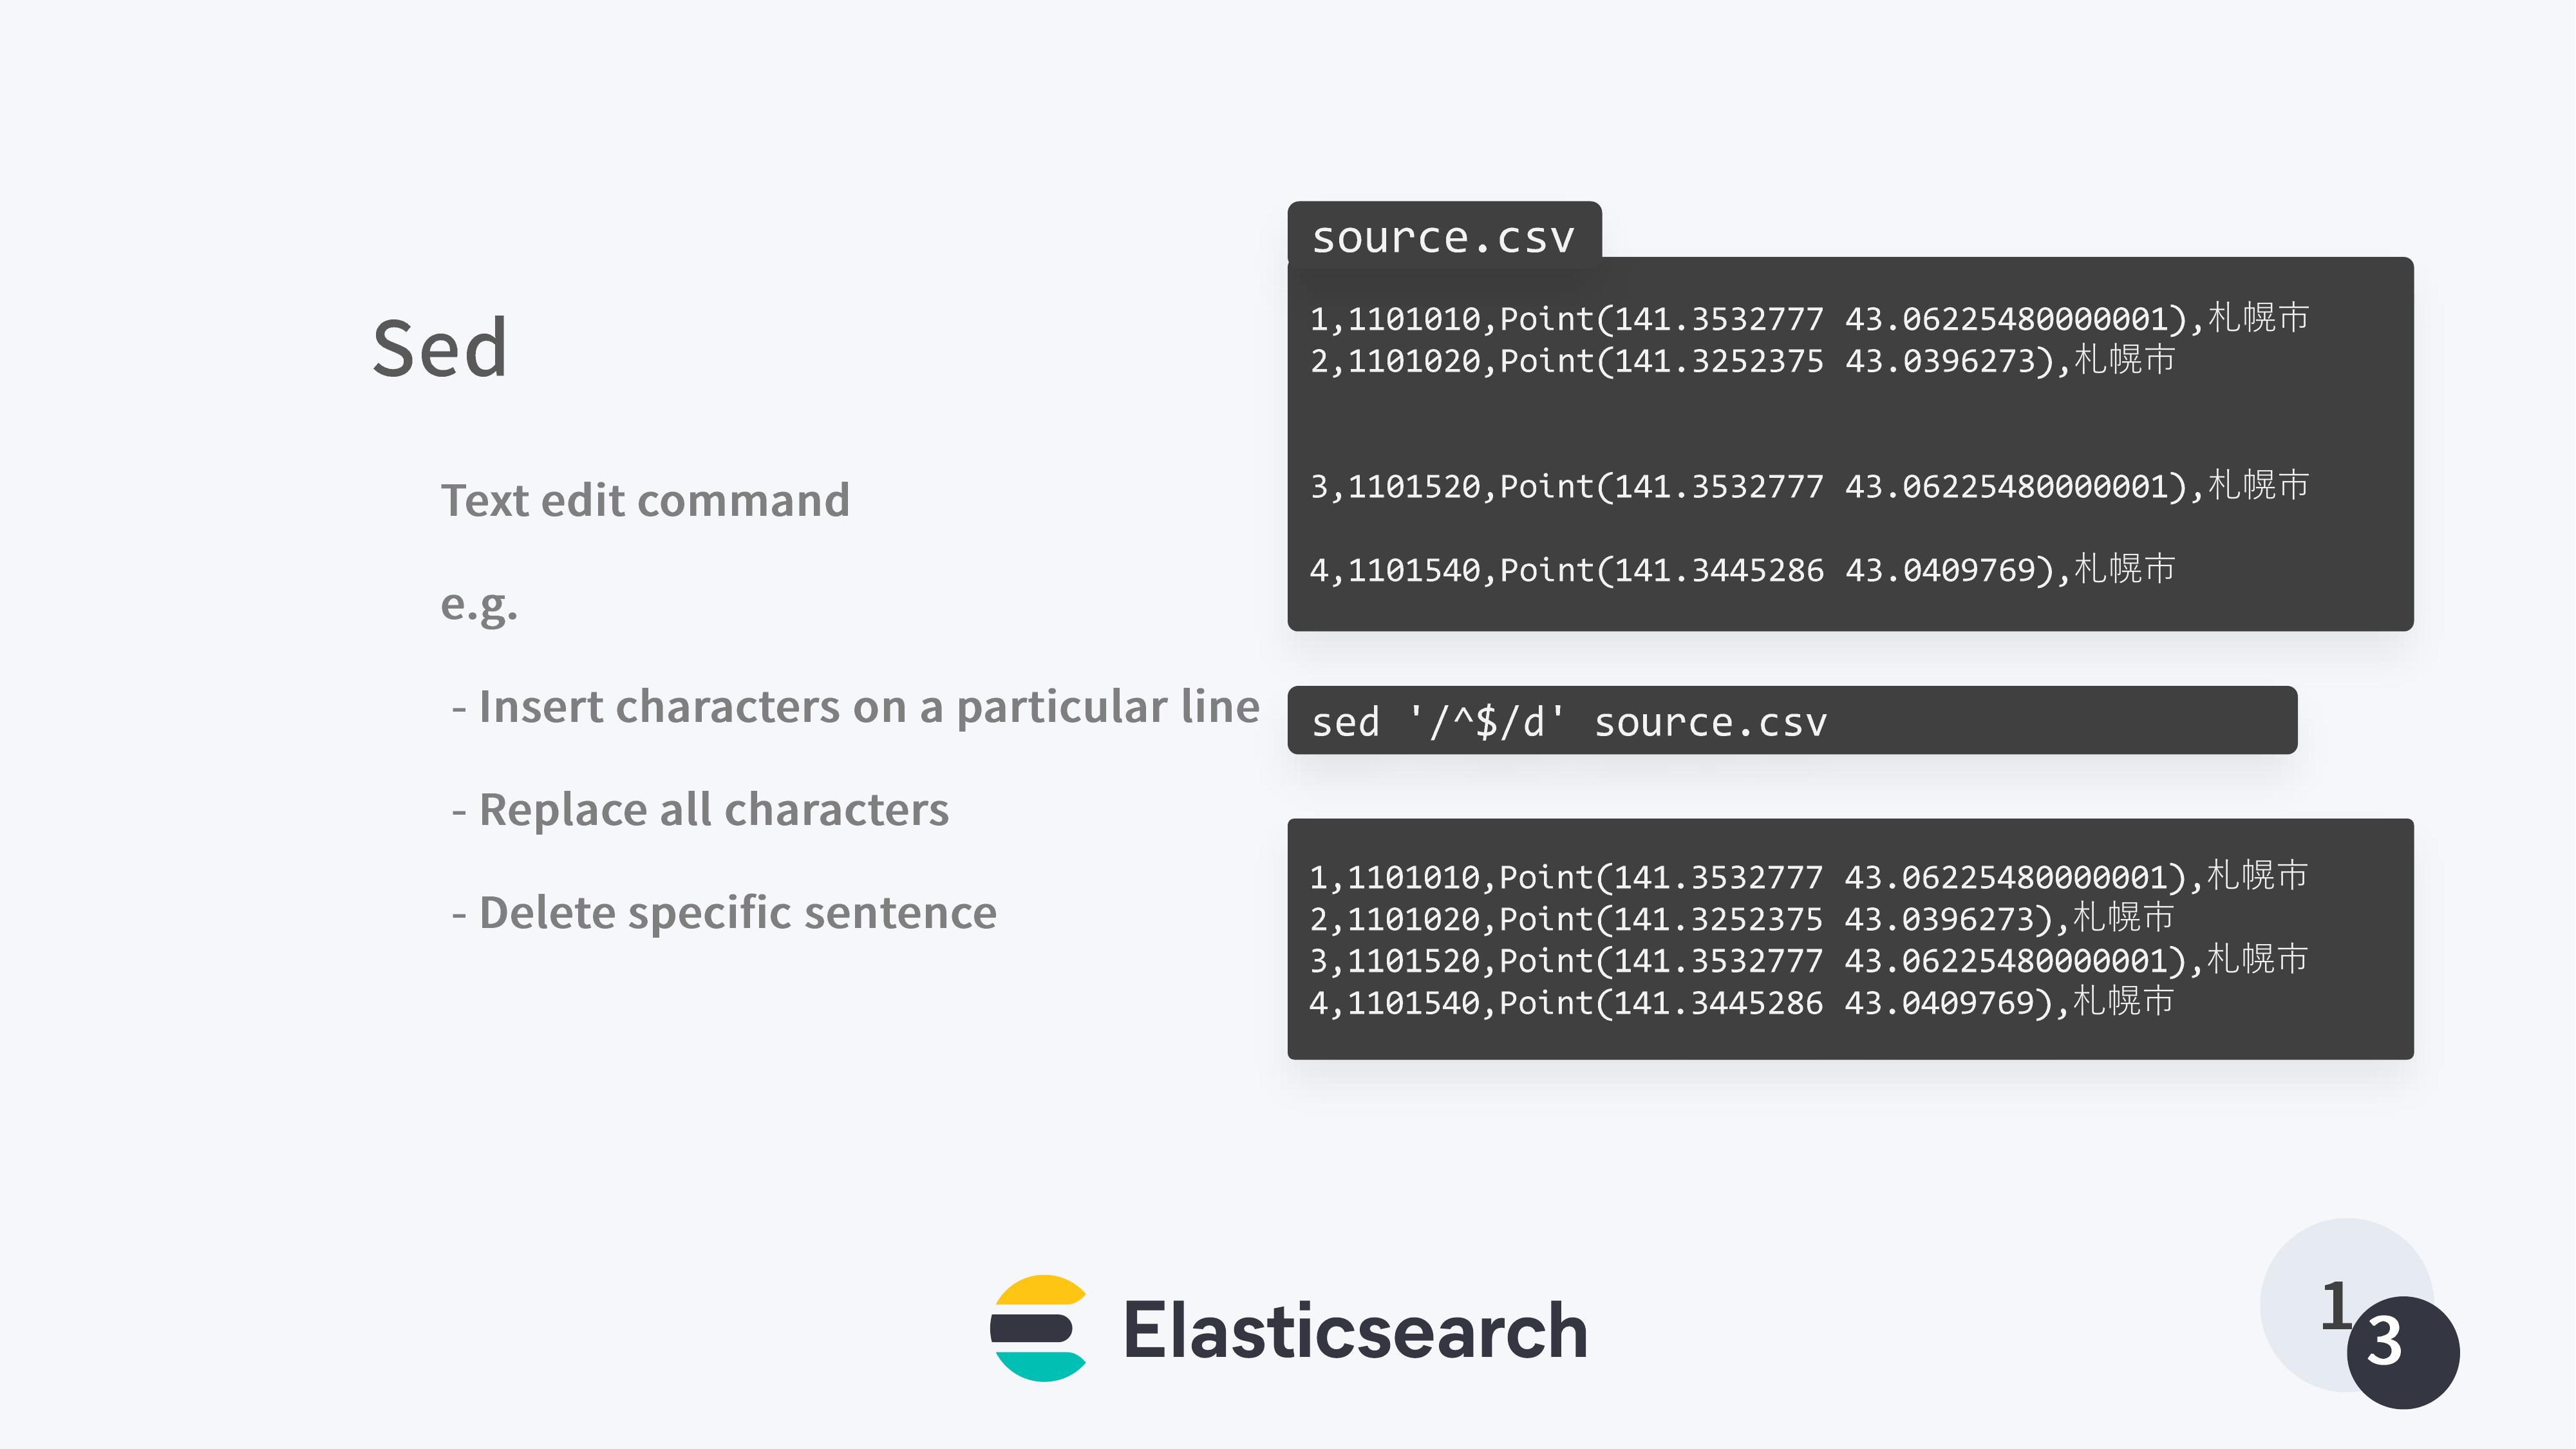 Sed
Text edit command
e.g.
- Insert characters on a particular line
- Replace all characters
- Delete specific sentence
source.csv
1,1101010,Point(141.3532777 43.06225480000001),札幌市
2,1101020,Point(141.3252375 43.0396273),札幌市
3,1101520,Point(141.3532777 43.06225480000001),札幌市
4,1101540,Point(141.3445286 43.0409769),札幌市
sed '/^$/d' source.csv
1,1101010,Point(141.3532777 43.06225480000001),札幌市
2,1101020,Point(141.3252375 43.0396273),札幌市
3,1101520,Point(141.3532777 43.06225480000001),札幌市
4,1101540,Point(141.3445286 43.0409769),札幌市
Elasticsearch
13